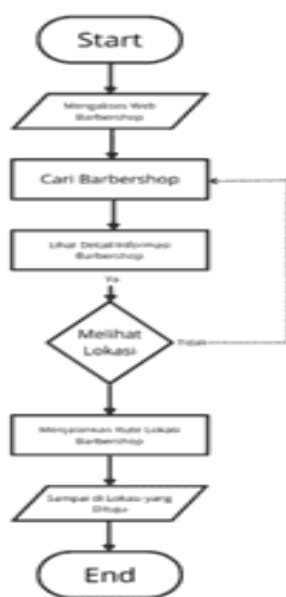 Start
Mengakses Web
Barbershop
Cari Barbershop
Lihat Detail Informasi
Barbershop
Ya
Melihat
Lokasi
Tidak
Menjalankan Rute Lokasi
Barbershop
Sampai di Lokasi yang
Dituju
End